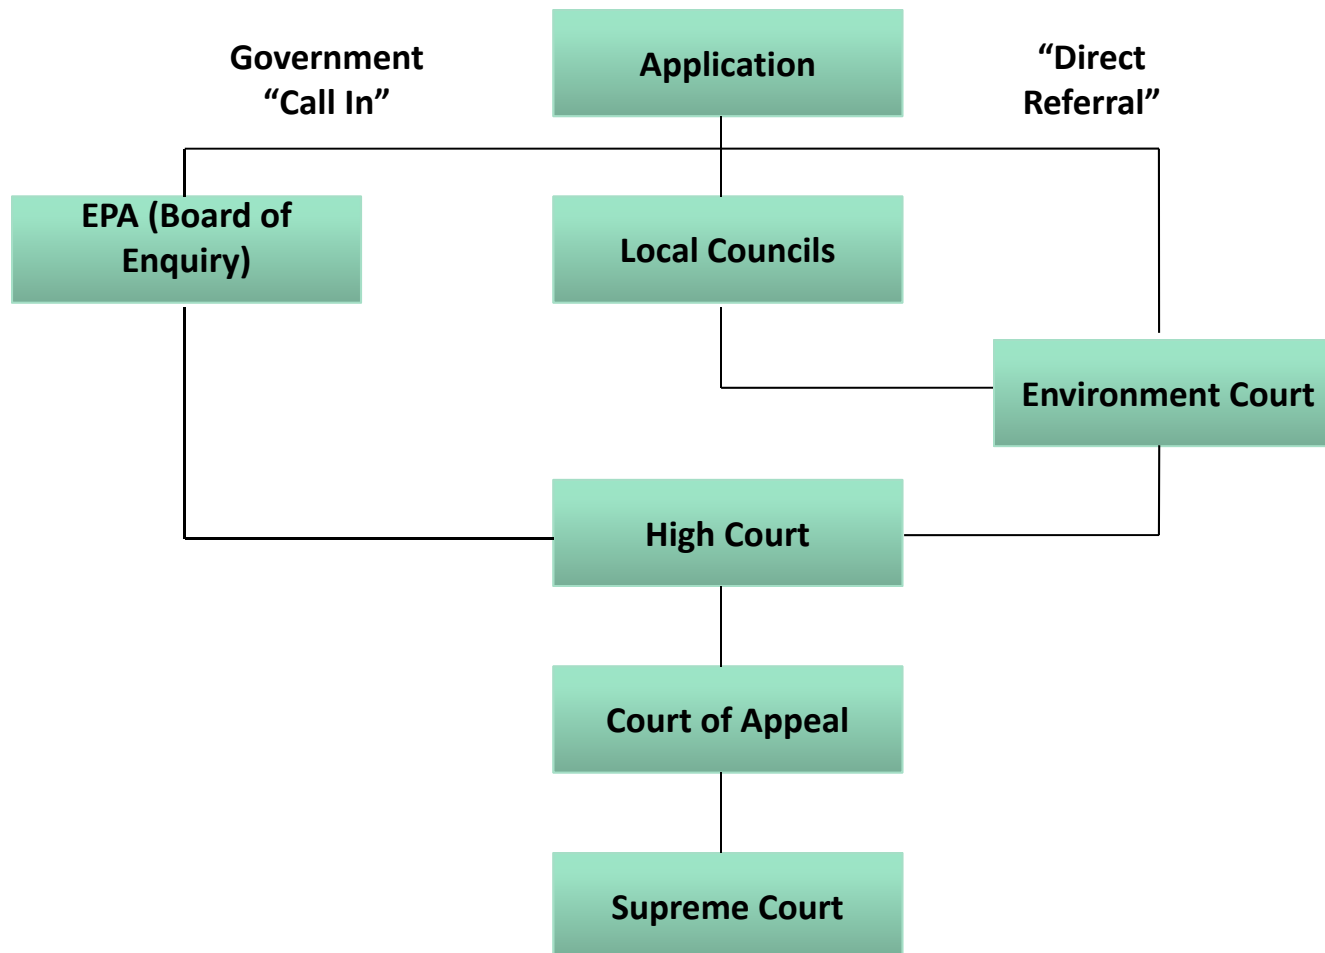 Government
“Call In”
Application
“Direct
Referral”
EPA (Board of
Enquiry)
Local Councils
Environment Court
High Court
Court of Appeal
Supreme Court